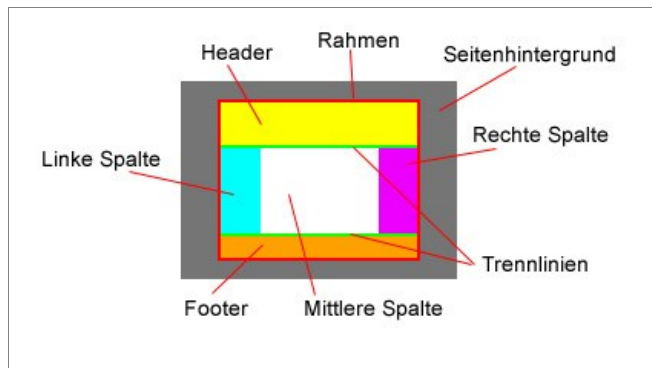 Rahmen
Header
Seitenhintergrund
Rechte Spalte
Linke Spalte
Trennlinien
Footer
Mittlere Spalte